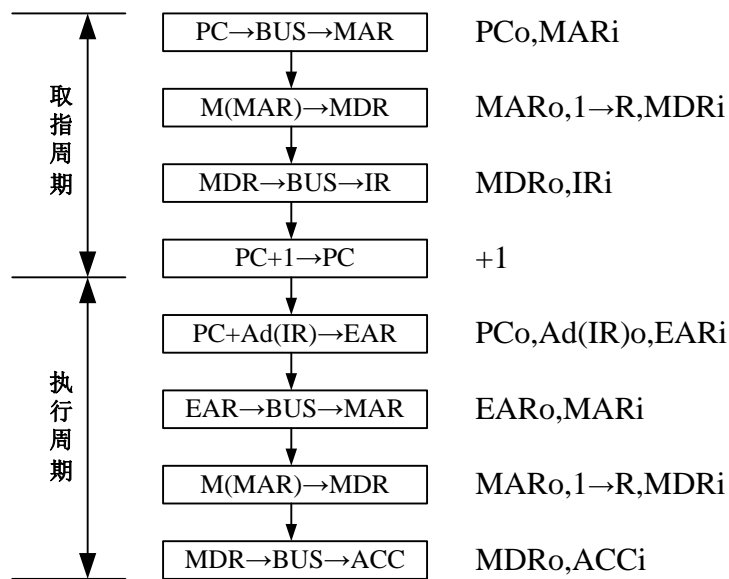 取指周期
PC→BUS→MAR PCo,MARi
M(MAR)→MDR MARo,1→R,MDRi
MDR→BUS→IR MDRo,IRi
PC+1→PC +1
执行周期
PC+Ad(IR)→EAR PCo,Ad(IR)o,EARi
EAR→BUS→MAR EARo,MARi
M(MAR)→MDR MARo,1→R,MDRi
MDR→BUS→ACC MDRo,ACCi